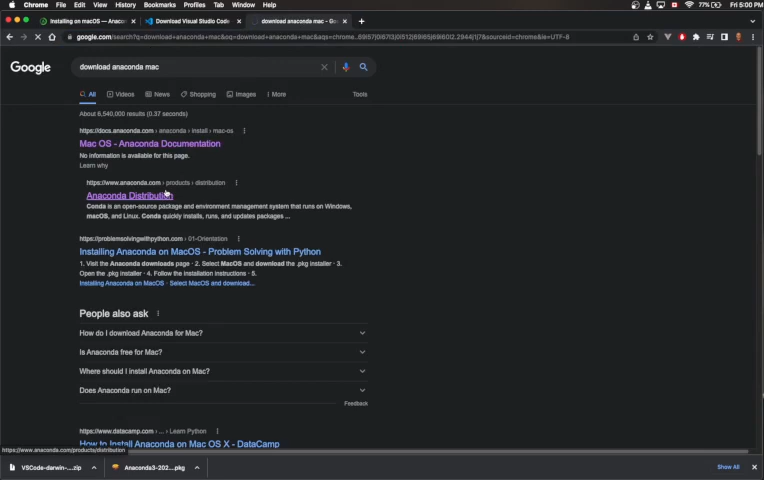 Chrome File Edit View History Bookmarks Profiles Tab Window Help
77% Fri 5:00 PM
Installing on macOS — Anacon
Download Visual Studio Code
download anaconda mac - Goo
google.com/search?q=download+anaconda+mac&oq=download+anaconda+mac&aqs=chrome..69i57j0i67l3j0i512j69i65j69i60l2.2944j1j7&sourceid=chrome&ie=UTF-8
Google
download anaconda mac
All Videos News Shopping Images More Tools
About 6,540,000 results (0.37 seconds)
https://docs.anaconda.com › anaconda › install › mac-os
Mac OS - Anaconda Documentation
No information is available for this page.
Learn why
https://www.anaconda.com › products › distribution
Anaconda Distribution
Conda is an open-source package and environment management system that runs on Windows,
macOS, and Linux. Conda quickly installs, runs, and updates packages ...
https://problemsolvingwithpython.com › 01-Orientation
Installing Anaconda on MacOS - Problem Solving with Python
1. Visit the Anaconda downloads page · 2. Select MacOS and download the .pkg installer · 3.
Open the .pkg installer · 4. Follow the installation instructions · 5.
Installing Anaconda on MacOS · Select MacOS and download...
People also ask
How do I download Anaconda for Mac?
Is Anaconda free for Mac?
Where should I install Anaconda on Mac?
Does Anaconda run on Mac?
Feedback
https://www.datacamp.com › ... › Learn Python
How to Install Anaconda on Mac OS X - DataCamp
https://www.anaconda.com/products/distribution
VSCode-darwin-....zip
Anaconda3-202....pkg
Show All